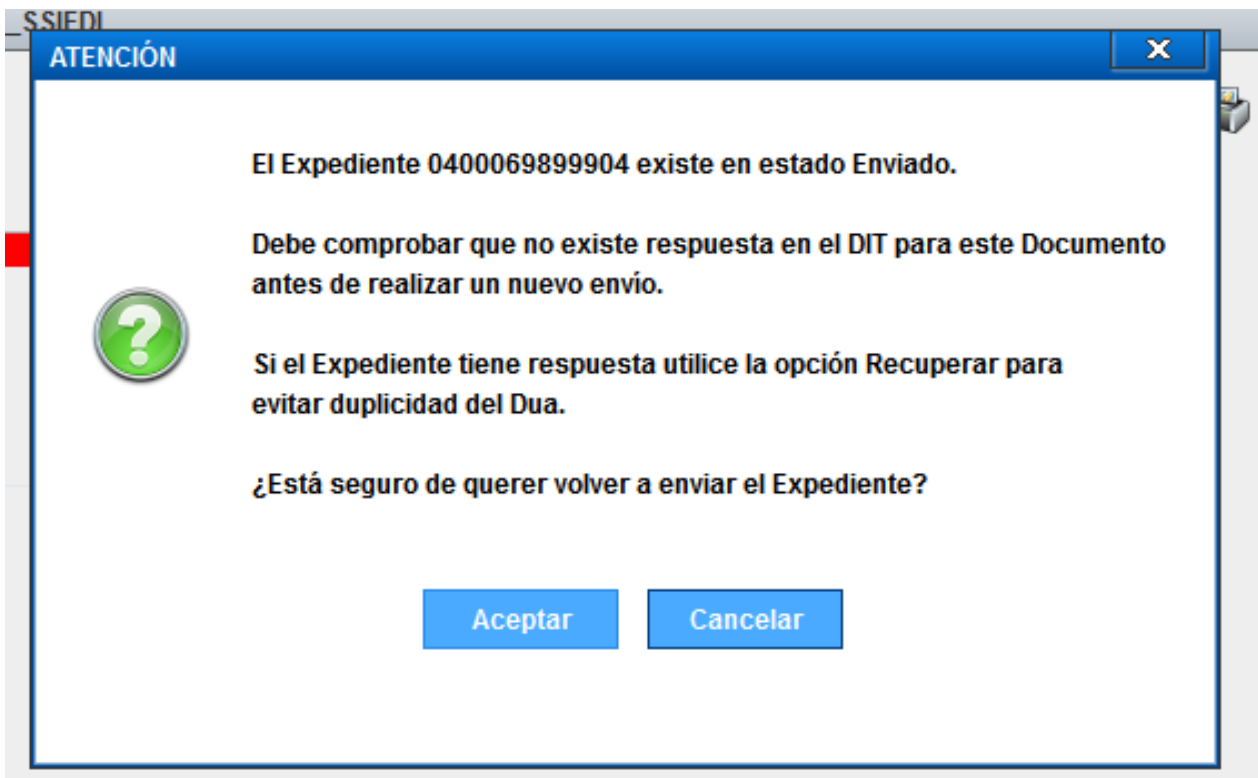 _SSIEDI
ATENCIÓN
El Expediente 0400069899904 existe en estado Enviado.
Debe comprobar que no existe respuesta en el DIT para este Documento
antes de realizar un nuevo envío.
Si el Expediente tiene respuesta utilice la opción Recuperar para
evitar duplicidad del Dua.
¿Está seguro de querer volver a enviar el Expediente?
Aceptar Cancelar